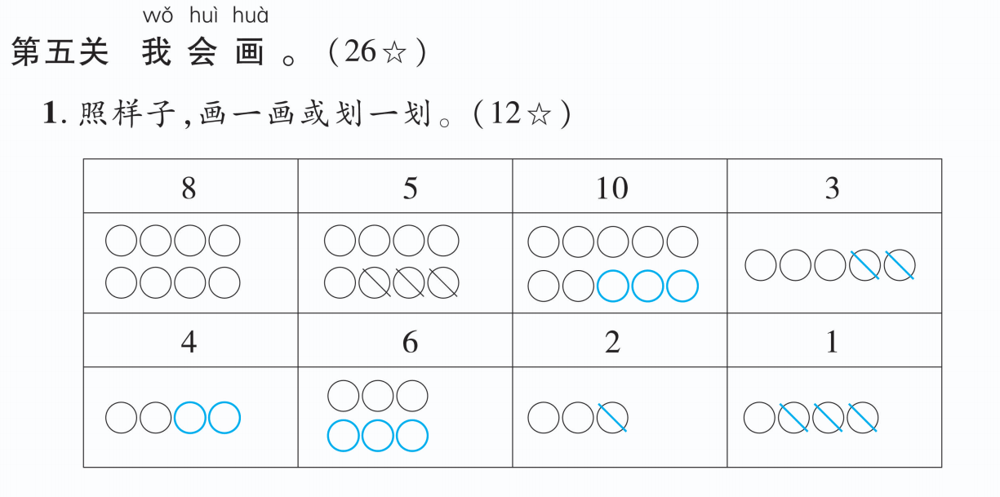 wǒ huì huà
第五关 我会画。(26☆)
1. 照样子,画一画或划一划。(12☆)
8 5 10 3
4 6 2 1